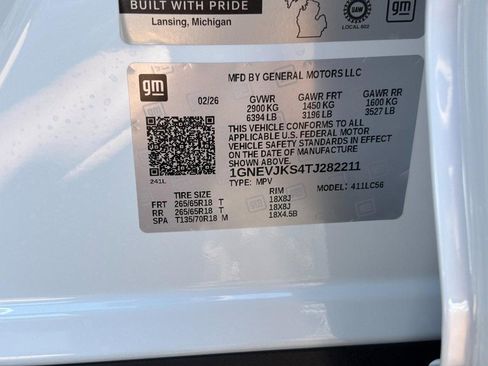 BUILT WITH PRIDE
Lansing, Michigan
UAW
LOCAL 602
gm
gm
MFD BY GENERAL MOTORS LLC
02/26 GVWR GAWR FRT GAWR RR
2900 KG 1450 KG 1600 KG
6394 LB 3196 LB 3527 LB
THIS VEHICLE CONFORMS TO ALL
APPLICABLE U.S. FEDERAL MOTOR
VEHICLE SAFETY STANDARDS IN EFFECT
ON THE DATE OF MANUFACTURE
SHOWN ABOVE.
1GNEVJKS4TJ282211
TYPE: MPV MODEL: 411LC56
241L
TIRE SIZE RIM
FRT 265/65R18 T 18X8J
RR 265/65R18 T 18X8J
SPA T135/70R18 M 18X4.5B